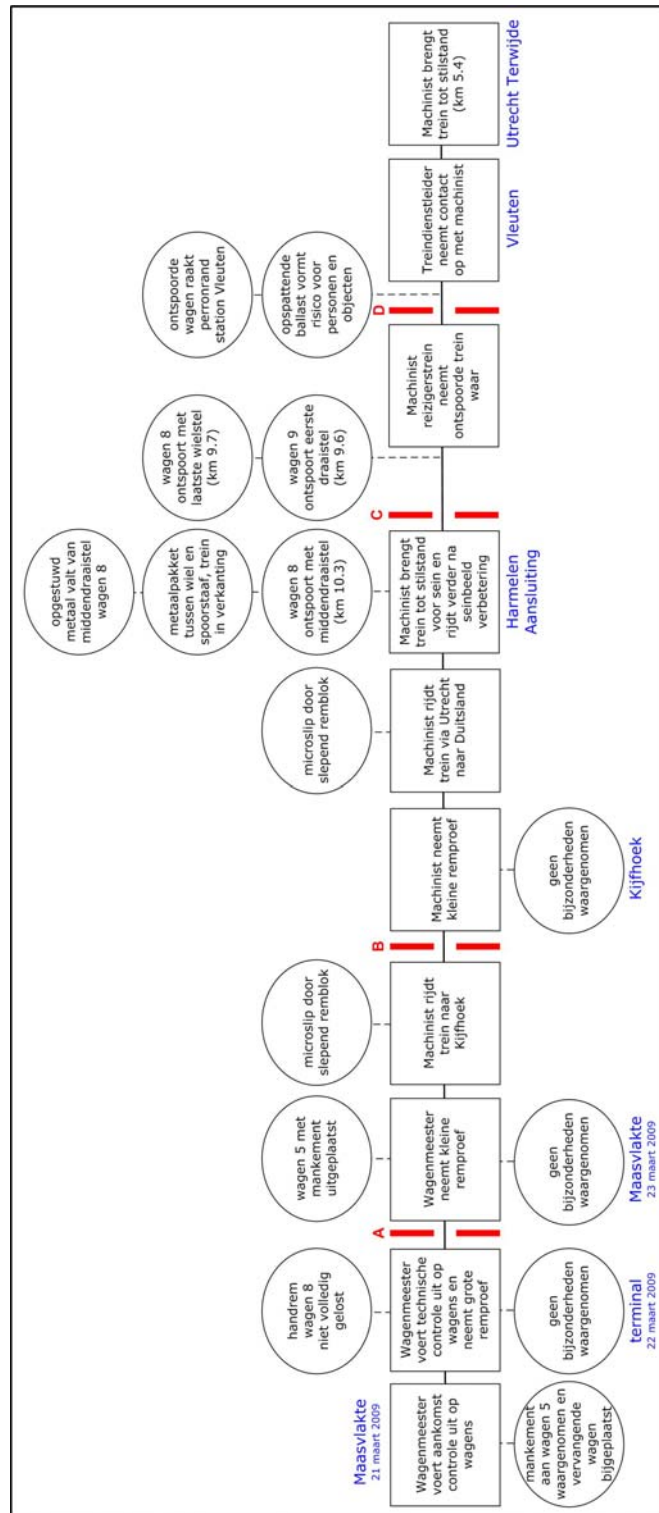 Maasvlakte
21 maart 2009
Wagenmeester
voert aankomst
controle uit op
wagens
mankement
aan wagen 5
waargenomen en
vervangende
wagen
bijgeplaatst
handrem
wagen 8
niet volledig
gelost
Wagenmeester
voert technische
controle uit op
wagens en
neemt grote
remproef
geen
bijzonderheden
waargenomen
terminal
22 maart 2009
A
wagen 5 met
mankement
uitgeplaatst
Wagenmeester
neemt kleine
remproef
geen
bijzonderheden
waargenomen
Maasvlakte
23 maart 2009
microslip door
slepend remblok
Machinist rijdt
trein naar
Kijfhoek
B
Machinist neemt
kleine remproef
geen
bijzonderheden
waargenomen
Kijfhoek
microslip door
slepend remblok
Machinist rijdt
trein via Utrecht
naar Duitsland
opgestuwd
metaal valt van
middendraaistel
wagen 8
metaalpakket
tussen wiel en
spoorstaaf, trein
in verkanting
wagen 8
ontspoort met
middendraaistel
(km 10.3)
Machinist brengt
trein tot stilstand
voor sein en
rijdt verder na
seinbeeld
verbetering
Harmelen
Aansluiting
C
wagen 8
ontspoort met
laatste wielstel
(km 9.7)
wagen 9
ontspoort eerste
draaistel
(km 9.6)
Machinist
reizigerstrein
neemt
ontspoorde trein
waar
D
ontspoorde
wagen raakt
perronrand
station Vleuten
opspattende
ballast vormt
risico voor
personen en
objecten
Treindienstleider
neemt contact
op met machinist
Vleuten
Machinist brengt
trein tot stilstand
(km 5.4)
Utrecht Terwijde